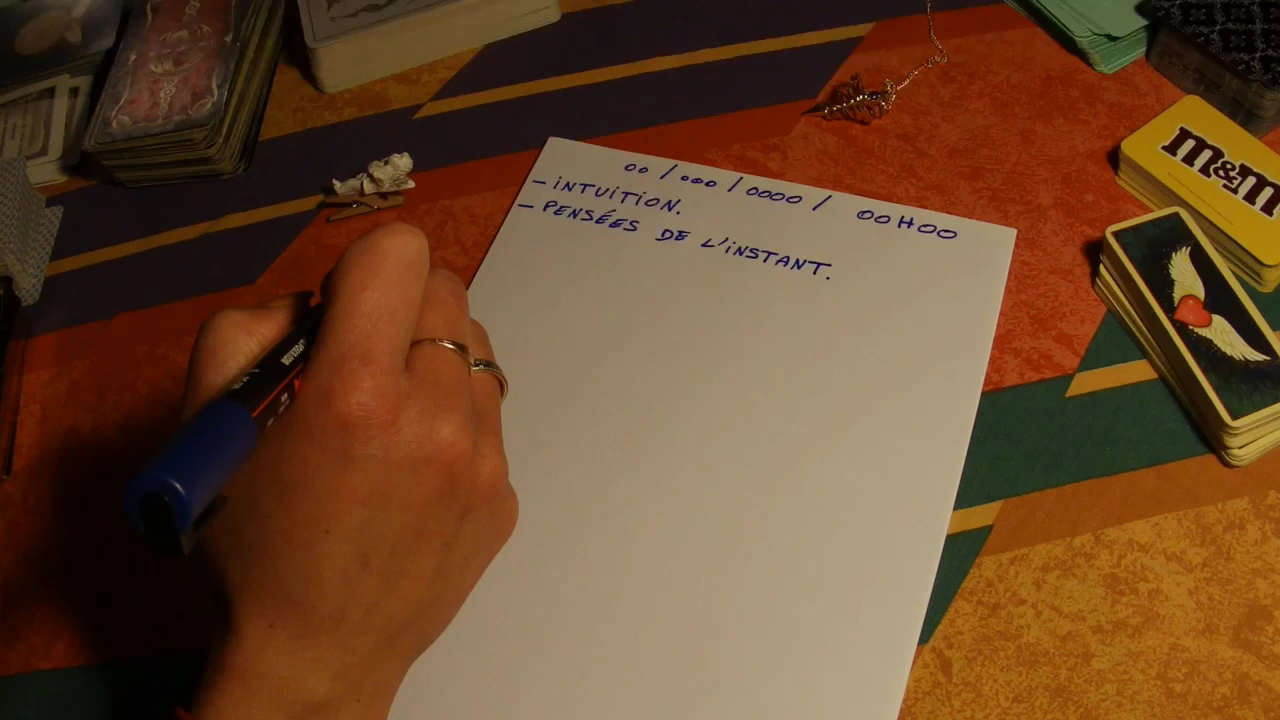 00 / 000 / 0000 / 00H00
- INTUITION.
- PENSÉES DE L'INSTANT.
M&M